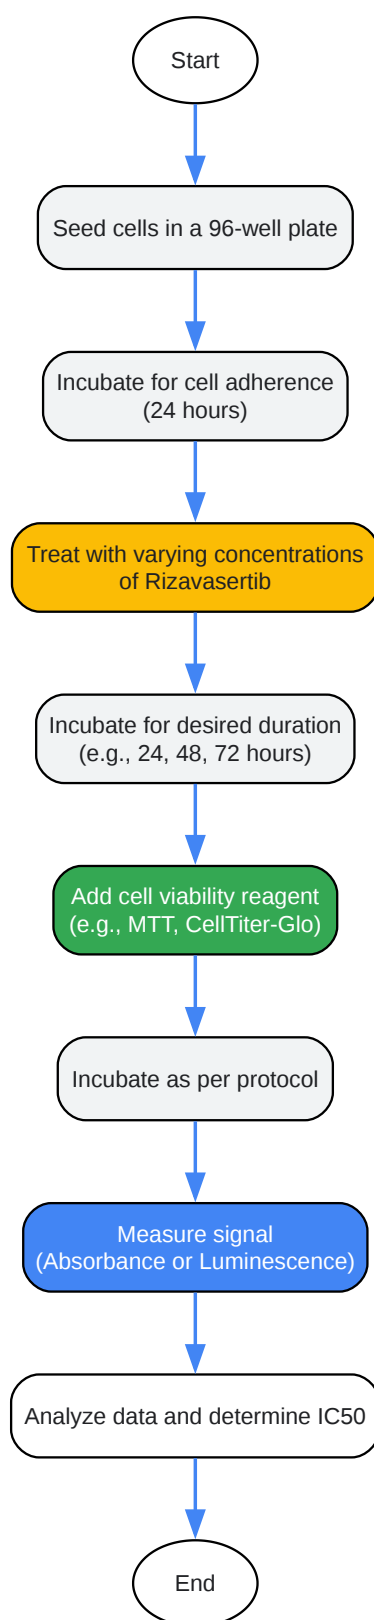 Start
Seed cells in a 96-well plate
Incubate for cell adherence
(24 hours)
Treat with varying concentrations
of Rizavasertib
Incubate for desired duration
(e.g., 24, 48, 72 hours)
Add cell viability reagent
(e.g., MTT, CellTiter-Glo)
Incubate as per protocol
Measure signal
(Absorbance or Luminescence)
Analyze data and determine IC50
End